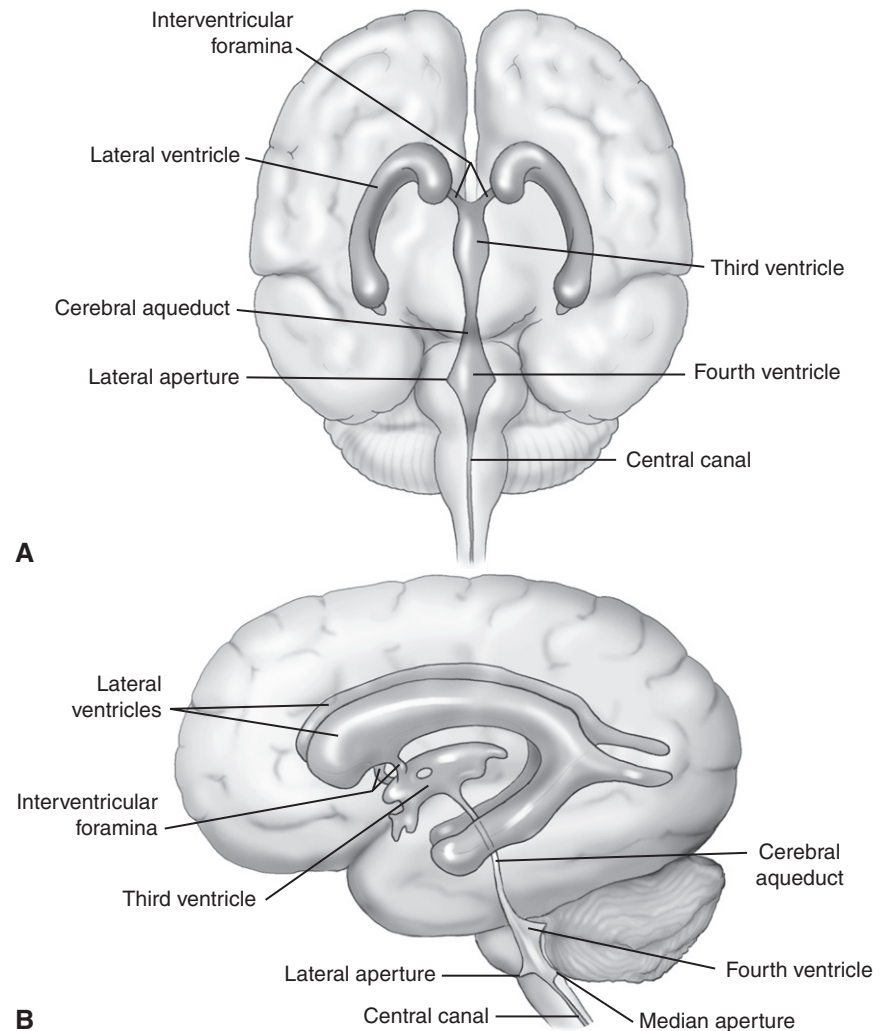 Interventricular
foramina
Lateral ventricle
Third ventricle
Cerebral aqueduct
Lateral aperture
Fourth ventricle
Central canal
A
Lateral
ventricles
Interventricular
foramina
Cerebral
aqueduct
Third ventricle
Fourth ventricle
Lateral aperture
Central canal
Median aperture
B